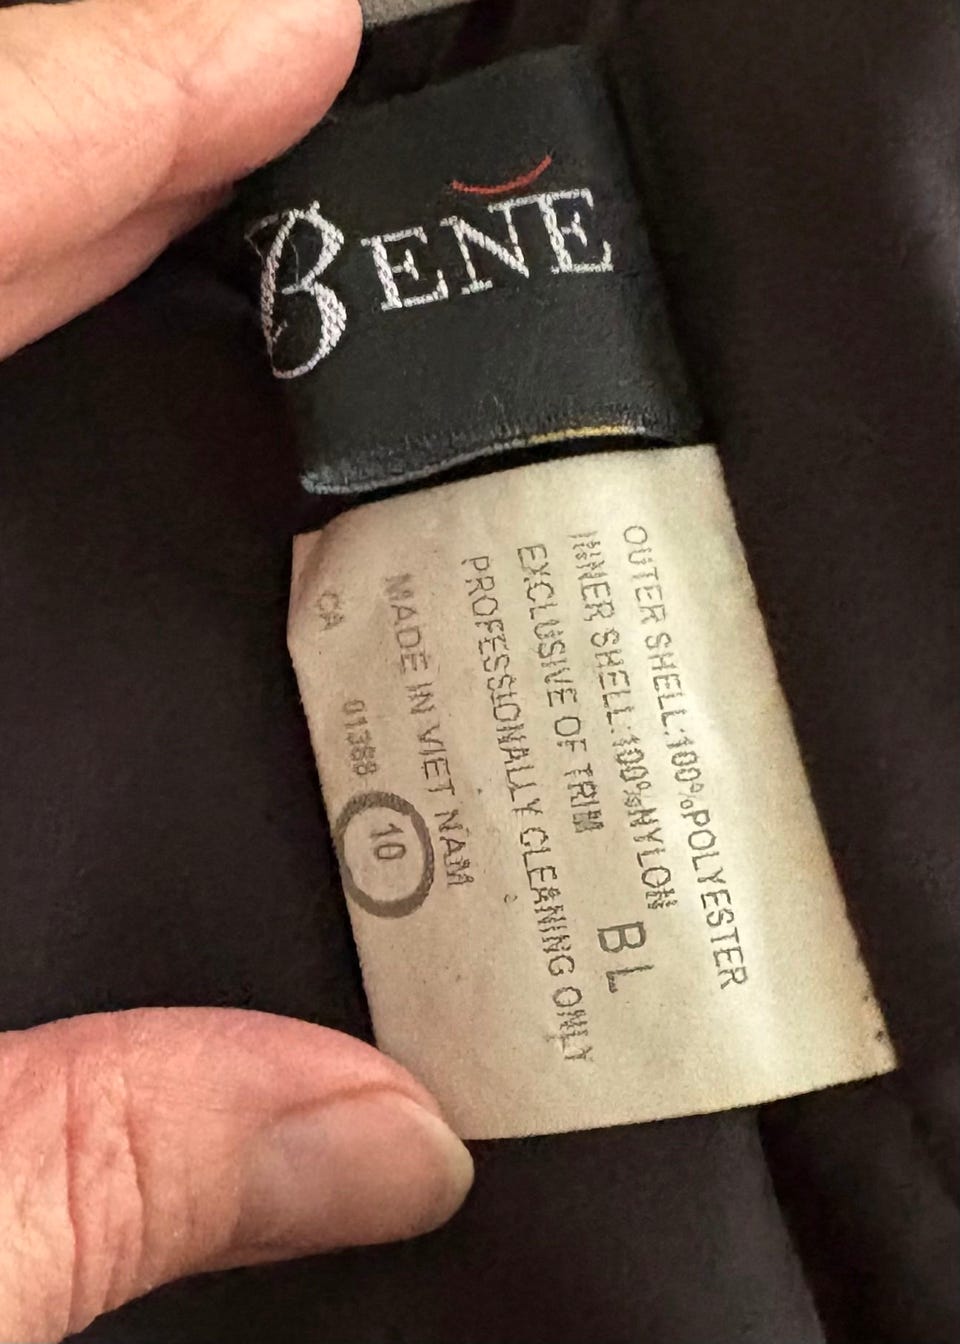 BENE
OUTER SHELL:100%POLYESTER
INNER SHELL:100%NYLON
EXCLUSIVE OF TRIM
BL
PROFESSIONALLY CLEANING ONLY
MADE IN VIET NAM
CA 01388 10